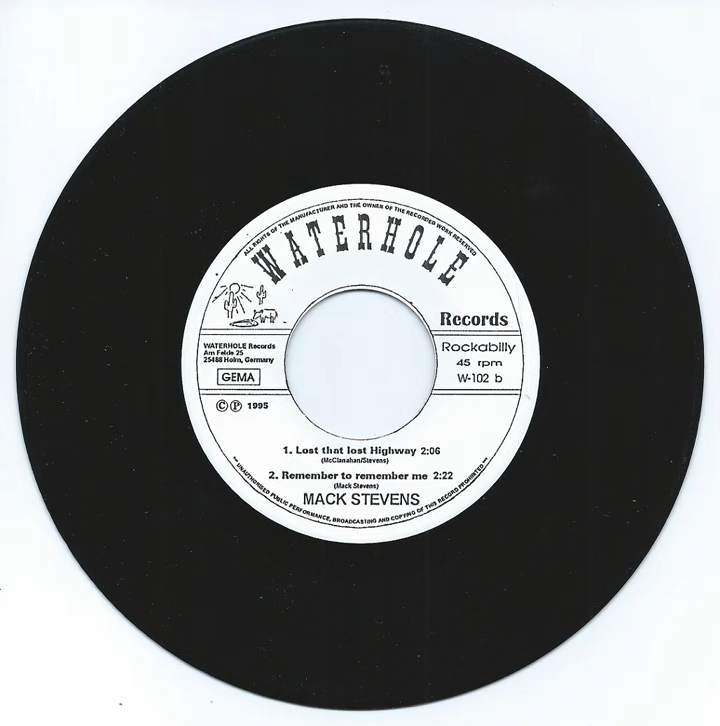 ALL RIGHTS OF THE MANUFACTURER AND THE OWNER OF THE RECORDED WORK RESERVED
WATERHOLE
Records
WATERHOLE Records
Am Felde 25
25488 Holm, Germany
GEMA
Rockabilly
45 rpm
W-102 b
© ℗ 1995
1. Lost that lost Highway 2:06
(McClanahan/Stevens)
2. Remember to remember me 2:22
(Mack Stevens)
MACK STEVENS
UNAUTHORISED PUBLIC PERFORMANCE, BROADCASTING AND COPYING OF THIS RECORD PROHIBITED